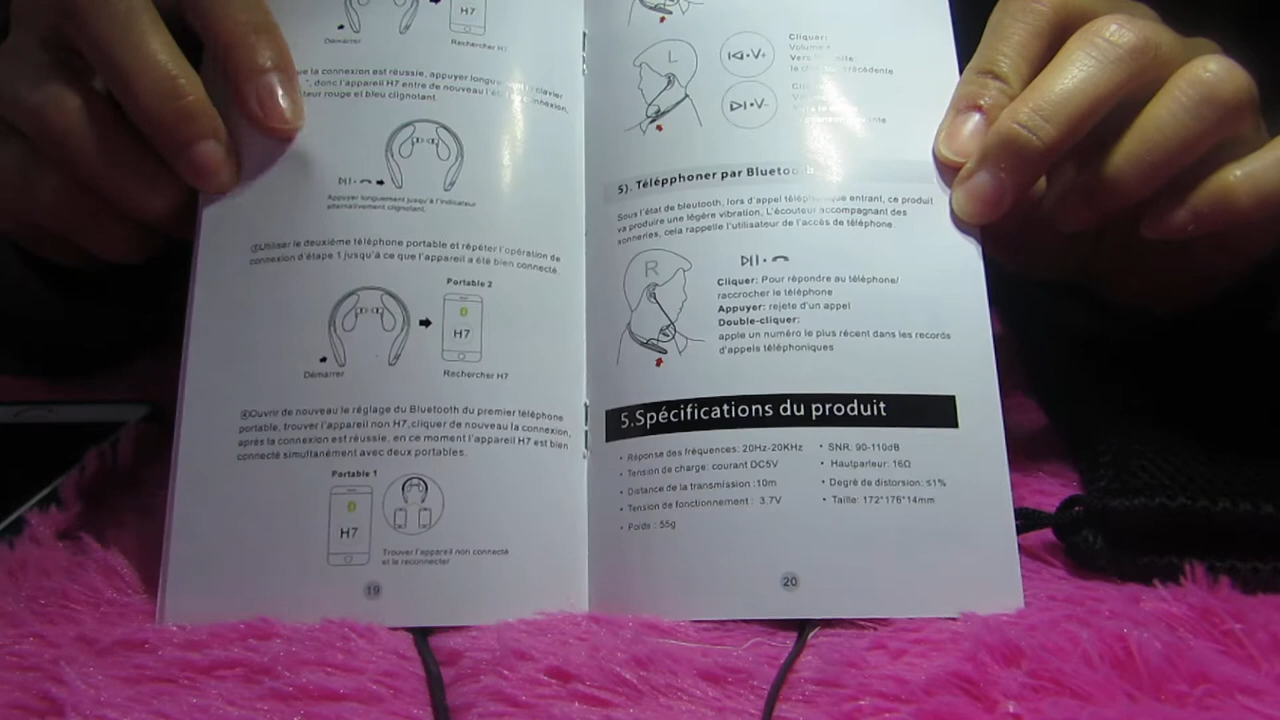 H7
Démarrer
Rechercher H7
ue la connexion est réussie, appuyer longue clavier
", donc l'appareil H7 entre de nouveau l'ét connexion,
teur rouge et bleu clignotant.
Appuyer longuement jusqu'à l'indicateur
alternativement clignotant.
③Utiliser le deuxième téléphone portable et répéter l'opération de
connexion d'étape 1 jusqu'à ce que l'appareil a été bien connecté.
Portable 2
H7
Démarrer
Rechercher H7
④Ouvrir de nouveau le réglage du Bluetooth du premier téléphone
portable, trouver l'appareil non H7,cliquer de nouveau la connexion,
après la connexion est réussie, en ce moment l'appareil H7 est bien
connecté simultanément avec deux portables.
Portable 1
H7
Trouver l'appareil non connecté
et le reconnecter
19
L
V+
V-
Cliquer:
Volume +
Vers
précédente
5). Télépphoner par Bluetoo
Sous l'état de bleutooth, lors d'appel téléphonique entrant, ce produit
va produire une légère vibration. L'écouteur accompagnant des
sonneries, cela rappelle l'utilisateur de l'accès de téléphone.
R
Cliquer: Pour répondre au téléphone/
raccrocher le téléphone
Appuyer: rejete d'un appel
Double-cliquer:
apple un numéro le plus récent dans les records
d'appels téléphoniques
5.Spécifications du produit
• Réponse des fréquences: 20Hz-20KHz
• Tension de charge: courant DC5V
• Distance de la transmission :10m
• Tension de fonctionnement : 3.7V
• Poids : 55g
• SNR: 90-110dB
• Hautparleur: 16Ω
• Degré de distorsion: ≤1%
• Taille: 172*176*14mm
20